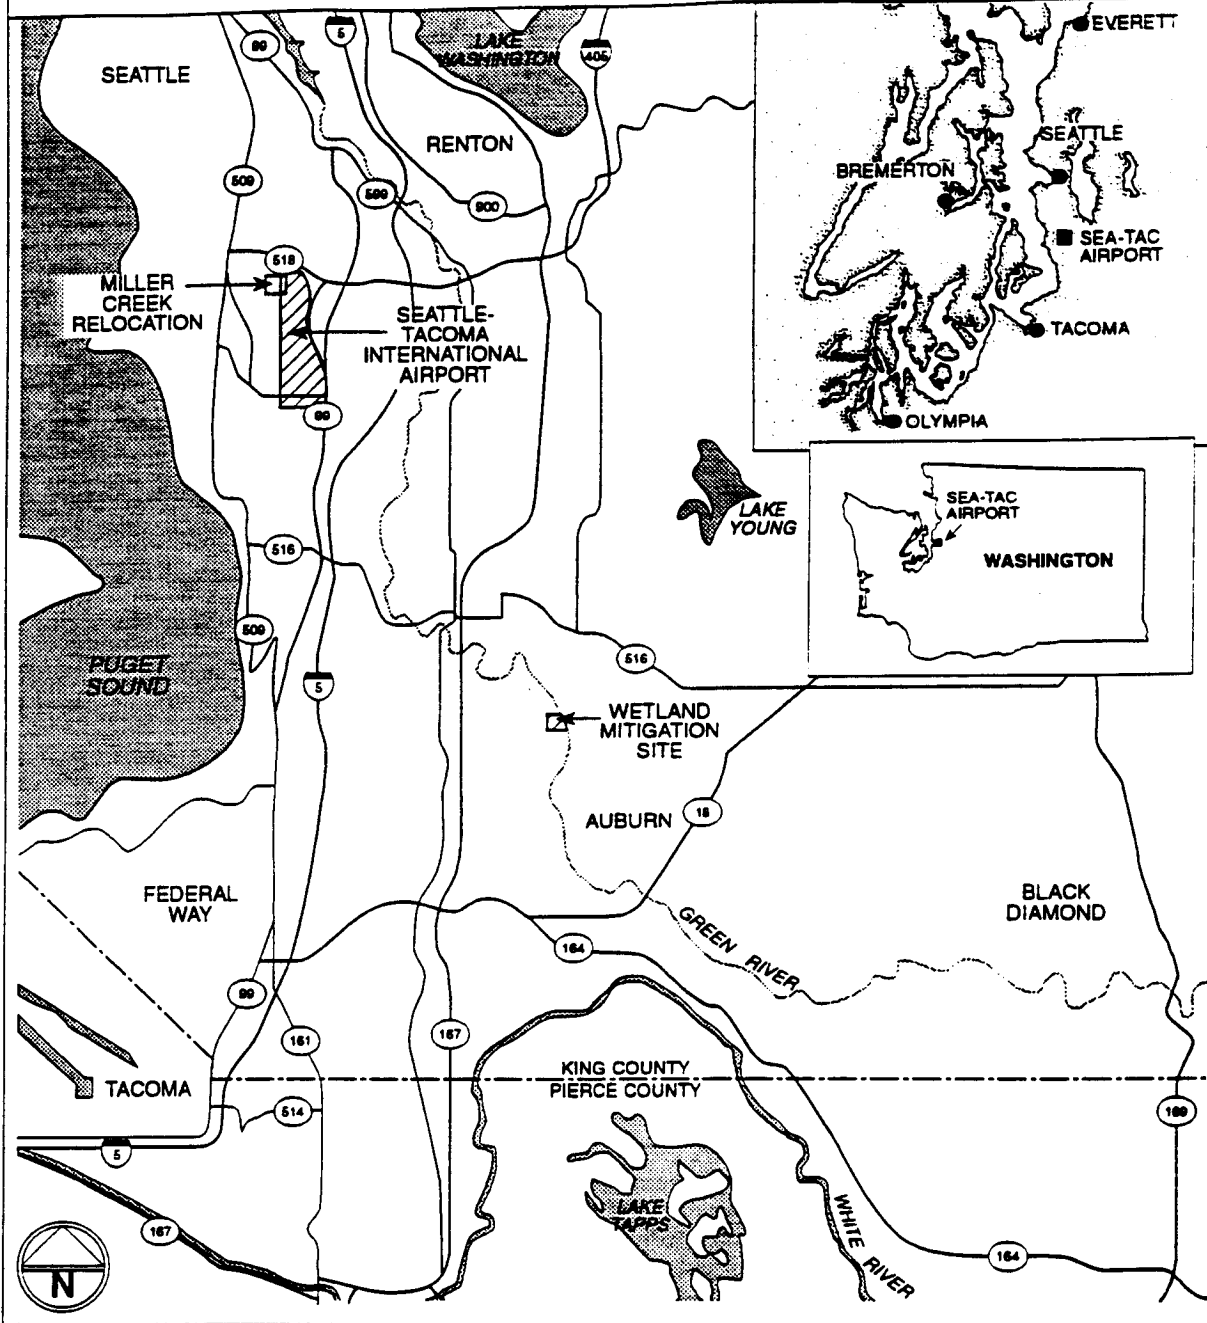 SEATTLE
99
5
LAKE
WASHINGTON
405
RENTON
509
599
900
518
MILLER
CREEK
RELOCATION
SEATTLE-
TACOMA
INTERNATIONAL
AIRPORT
99
EVERETT
SEATTLE
BREMERTON
SEA-TAC
AIRPORT
TACOMA
OLYMPIA
LAKE
YOUNG
SEA-TAC
AIRPORT
WASHINGTON
516
509
516
PUGET
SOUND
5
WETLAND
MITIGATION
SITE
AUBURN
18
FEDERAL
WAY
BLACK
DIAMOND
GREEN RIVER
164
99
161
167
TACOMA
KING COUNTY
PIERCE COUNTY
514
169
5
LAKE
TAPPS
WHITE RIVER
167
164
N